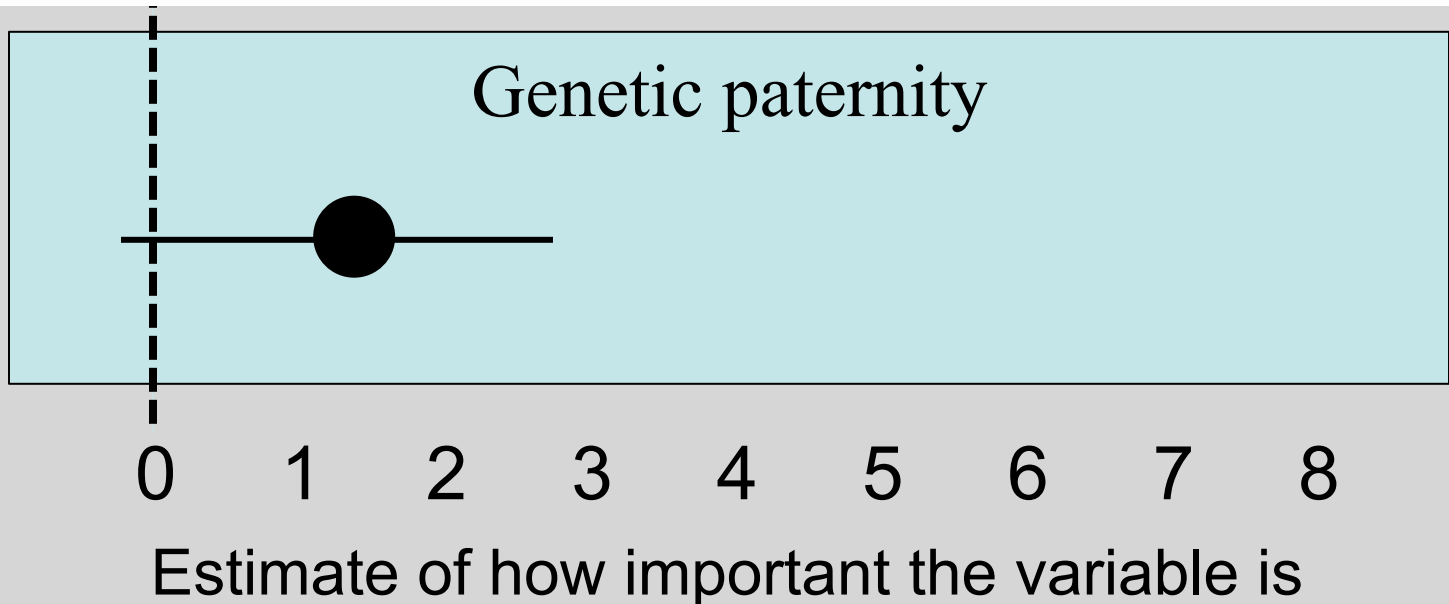 Genetic paternity
0 1 2 3 4 5 6 7 8
Estimate of how important the variable is